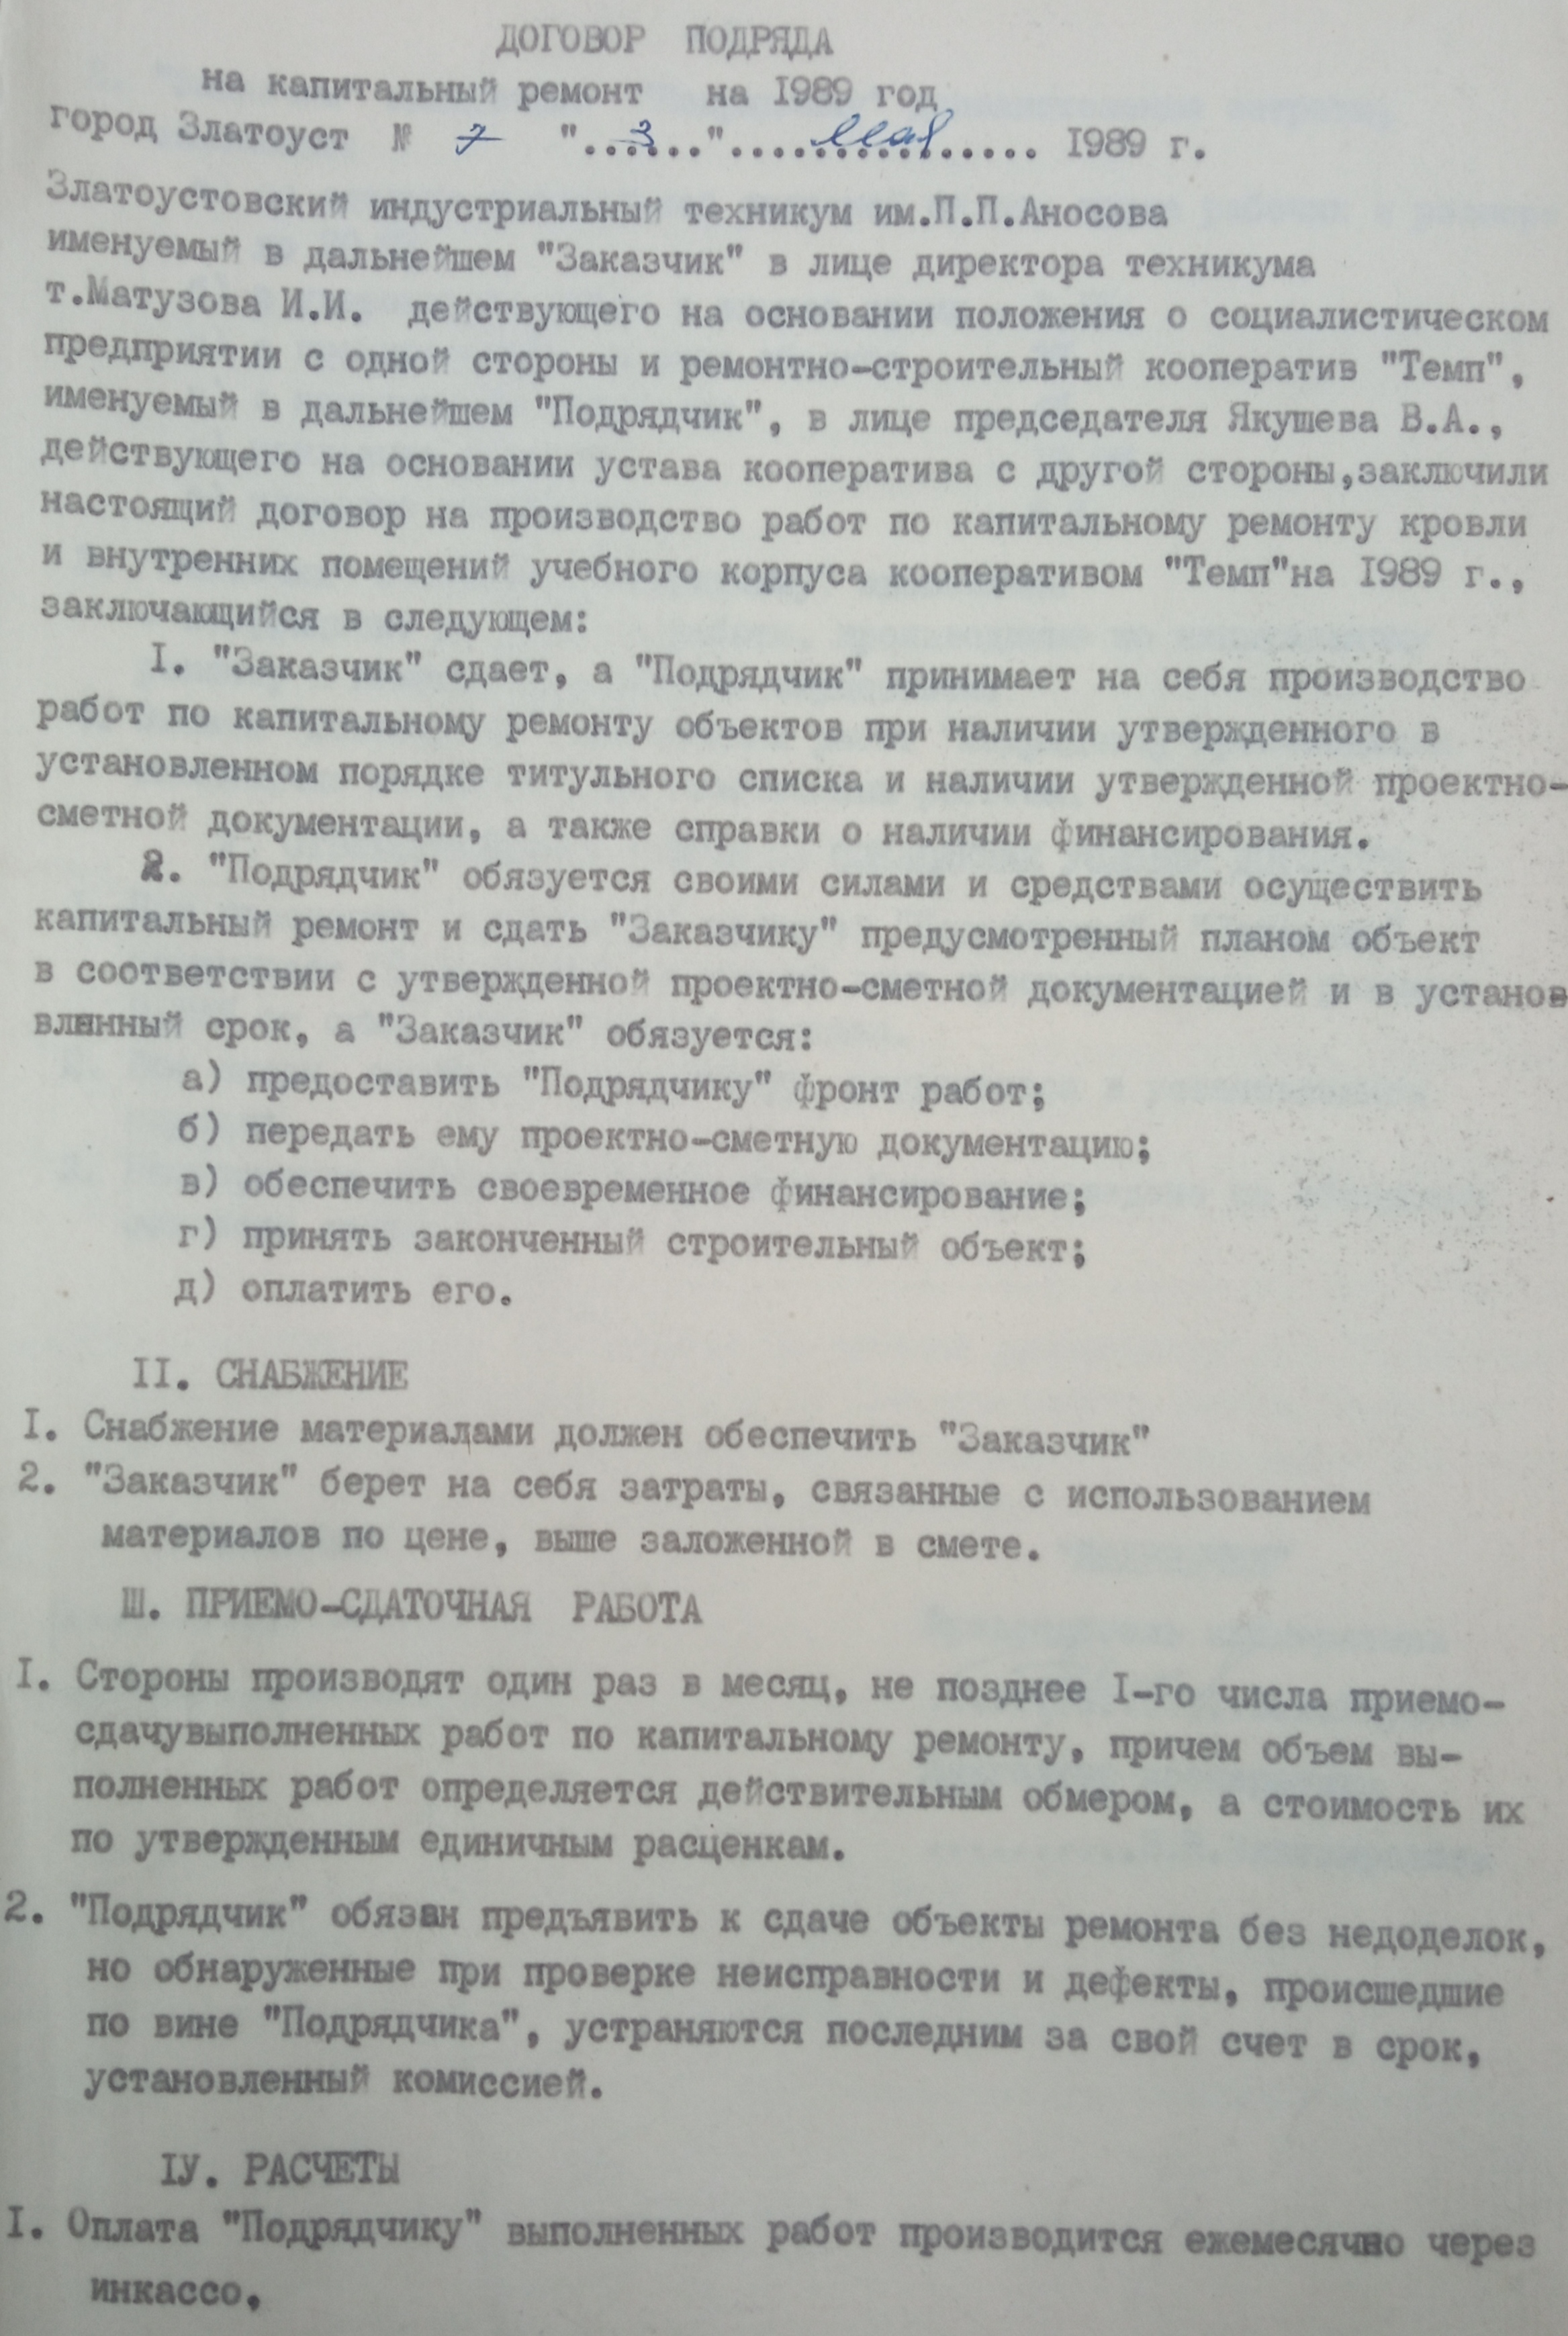 ДОГОВОР ПОДРЯДА
на капитальный ремонт на 1989 год
город Златоуст № 7 "...3..."....мая......... 1989 г.
Златоустовский индустриальный техникум им.П.П.Аносова
именуемый в дальнейшем "Заказчик" в лице директора техникума
т.Матузова И.И. действующего на основании положения о социалистическом
предприятии с одной стороны и ремонтно-строительный кооператив "Темп",
именуемый в дальнейшем "Подрядчик", в лице председателя Якушева В.А.,
действующего на основании устава кооператива с другой стороны,заключили
настоящий договор на производство работ по капитальному ремонту кровли
и внутренних помещений учебного корпуса кооперативом "Темп"на 1989 г.,
заключающийся в следующем:
I. "Заказчик" сдает, а "Подрядчик" принимает на себя производство
работ по капитальному ремонту объектов при наличии утвержденного в
установленном порядке титульного списка и наличии утвержденной проектно-
сметной документации, а также справки о наличии финансирования.
2. "Подрядчик" обязуется своими силами и средствами осуществить
капитальный ремонт и сдать "Заказчику" предусмотренный планом объект
в соответствии с утвержденной проектно-сметной документацией и в установ
вленный срок, а "Заказчик" обязуется:
а) предоставить "Подрядчику" фронт работ;
б) передать ему проектно-сметную документацию;
в) обеспечить своевременное финансирование;
г) принять законченный строительный объект;
д) оплатить его.
II. СНАБЖЕНИЕ
I. Снабжение материалами должен обеспечить "Заказчик"
2. "Заказчик" берет на себя затраты, связанные с использованием
материалов по цене, выше заложенной в смете.
Ш. ПРИЕМО-СДАТОЧНАЯ РАБОТА
I. Стороны производят один раз в месяц, не позднее I-го числа приемо-
сдачувыполненных работ по капитальному ремонту, причем объем вы-
полненных работ определяется действительным обмером, а стоимость их
по утвержденным единичным расценкам.
2. "Подрядчик" обязан предъявить к сдаче объекты ремонта без недоделок,
но обнаруженные при проверке неисправности и дефекты, происшедшие
по вине "Подрядчика", устраняются последним за свой счет в срок,
установленный комиссией.
IУ. РАСЧЕТЫ
I. Оплата "Подрядчику" выполненных работ производится ежемесячно через
инкассо,